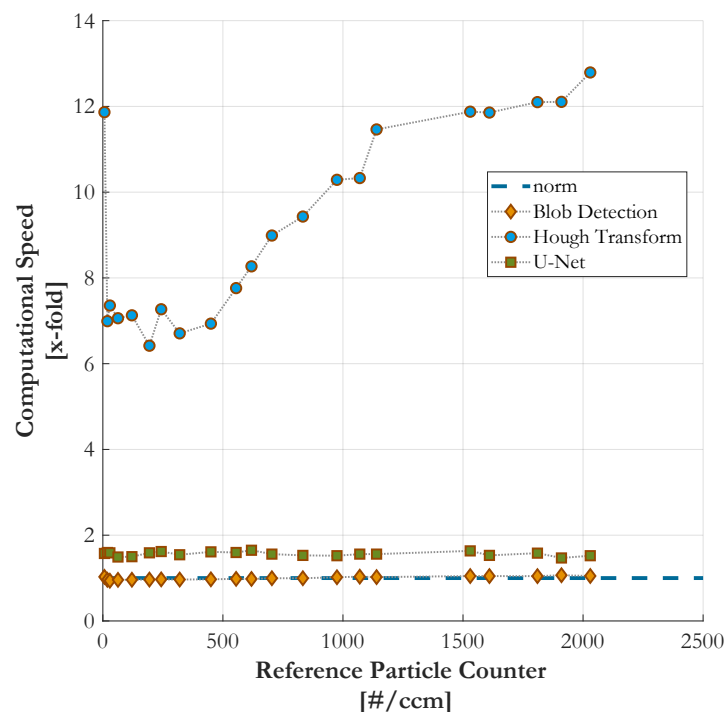 14
12
10
8
6
4
2
0
Computational Speed
[x-fold]
norm
Blob Detection
Hough Transform
U-Net
0
500
1000
1500
2000
2500
Reference Particle Counter
[#/ccm]